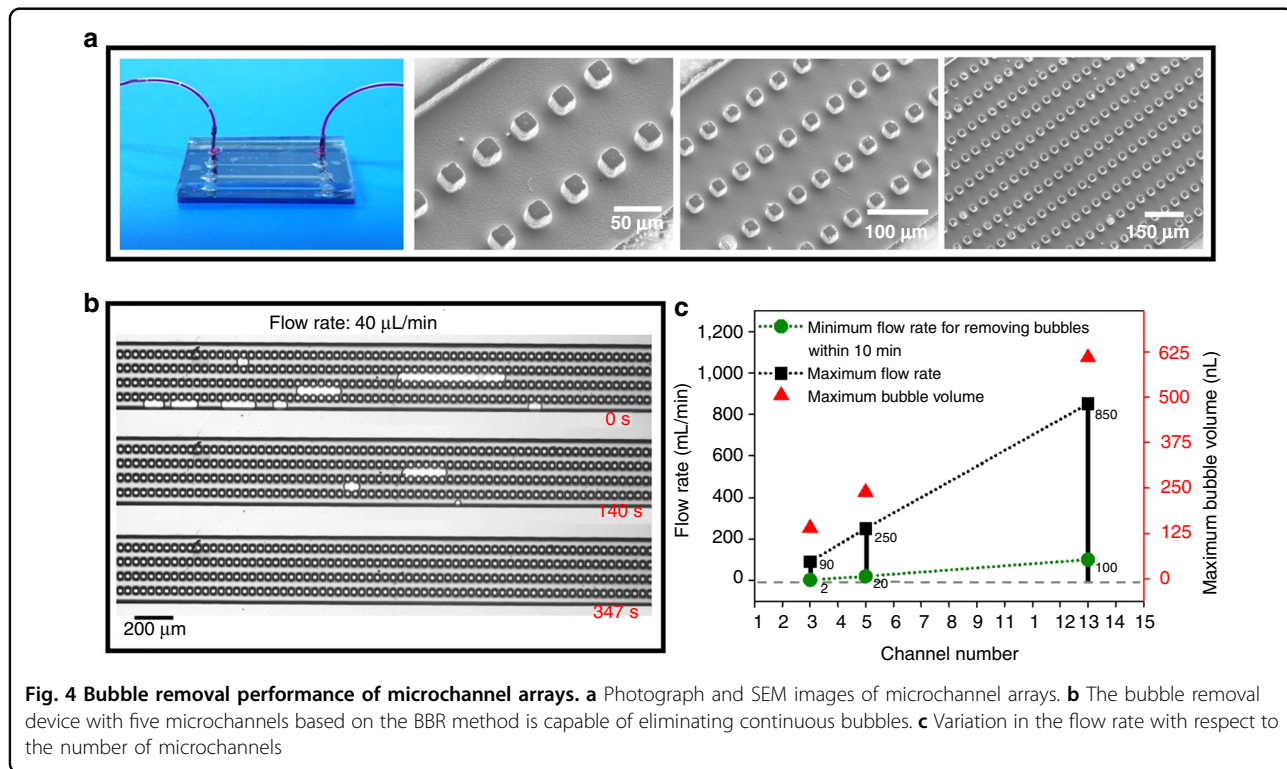 a
50 µm
100 µm
150 µm
b
Flow rate: 40 µL/min
0 s
140 s
347 s
200 µm
c
Flow rate (mL/min)
1,200
1,000
800
600
400
200
0
Minimum flow rate for removing bubbles
within 10 min
Maximum flow rate
Maximum bubble volume
90
2
250
20
850
100
625
500
375
250
125
0
Maximum bubble volume (nL)
1 2 3 4 5 6 7 8 9 10 11 1 12 13 14 15
Channel number
Fig. 4 Bubble removal performance of microchannel arrays. a Photograph and SEM images of microchannel arrays. b The bubble removal
device with five microchannels based on the BBR method is capable of eliminating continuous bubbles. c Variation in the flow rate with respect to
the number of microchannels